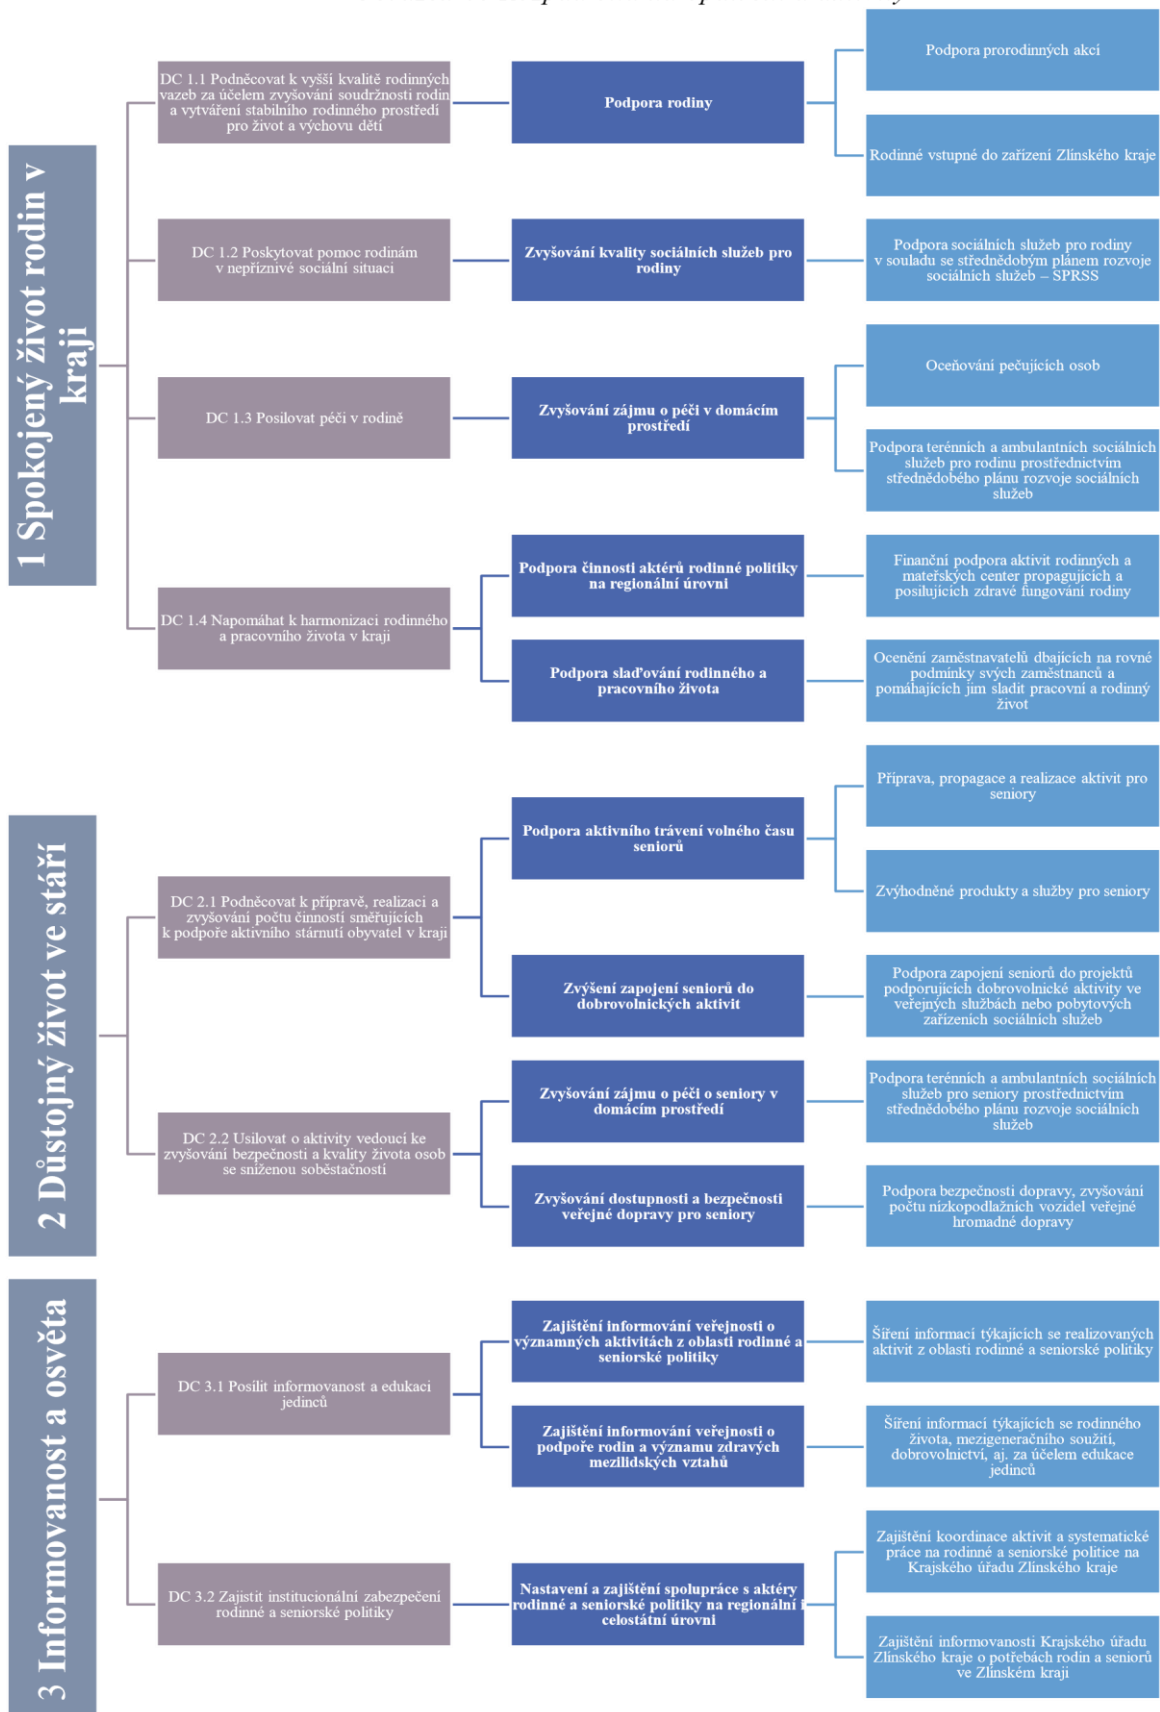 1 Spokojený život rodin v
kraji
DC 1.1 Podněcovat k vyšší kvalitě rodinných
vazeb za účelem zvyšování soudržnosti rodin
a vytváření stabilního rodinného prostředí
pro život a výchovu dětí
Podpora rodiny
Podpora prorodinných akcí
Rodinné vstupné do zařízení Zlínského kraje
DC 1.2 Poskytovat pomoc rodinám
v nepříznivé sociální situaci
Zvyšování kvality sociálních služeb pro
rodiny
Podpora sociálních služeb pro rodiny
v souladu se střednědobým plánem rozvoje
sociálních služeb – SPRSS
DC 1.3 Posilovat péči v rodině
Zvyšování zájmu o péči v domácím
prostředí
Oceňování pečujících osob
Podpora terénních a ambulantních sociálních
služeb pro rodinu prostřednictvím
střednědobého plánu rozvoje sociálních
služeb
DC 1.4 Napomáhat k harmonizaci rodinného
a pracovního života v kraji
Podpora činnosti aktérů rodinné politiky
na regionální úrovni
Finanční podpora aktivit rodinných a
mateřských center propagujících a
posilujících zdravé fungování rodiny
Podpora slaďování rodinného a
pracovního života
Ocenění zaměstnavatelů dbajících na rovné
podmínky svých zaměstnanců a
pomáhajících jim sladit pracovní a rodinný
život
2 Důstojný život ve stáří
DC 2.1 Podněcovat k přípravě, realizaci a
zvyšování počtu činností směřujících
k podpoře aktivního stárnutí obyvatel v kraji
Podpora aktivního trávení volného času
seniorů
Příprava, propagace a realizace aktivit pro
seniory
Zvýhodněné produkty a služby pro seniory
Zvýšení zapojení seniorů do
dobrovolnických aktivit
Podpora zapojení seniorů do projektů
podporujících dobrovolnické aktivity ve
veřejných službách nebo pobytových
zařízeních sociálních služeb
DC 2.2 Usilovat o aktivity vedoucí ke
zvyšování bezpečnosti a kvality života osob
se sníženou soběstačností
Zvyšování zájmu o péči o seniory v
domácím prostředí
Podpora terénních a ambulantních sociálních
služeb pro seniory prostřednictvím
střednědobého plánu rozvoje sociálních
služeb
Zvyšování dostupnosti a bezpečnosti
veřejné dopravy pro seniory
Podpora bezpečnosti dopravy, zvyšování
počtu nízkopodlažních vozidel veřejné
hromadné dopravy
3 Informovanost a osvěta
DC 3.1 Posílit informovanost a edukaci
jedinců
Zajištění informování veřejnosti o
významných aktivitách z oblasti rodinné a
seniorské politiky
Šíření informací týkajících se realizovaných
aktivit z oblasti rodinné a seniorské politiky
Zajištění informování veřejnosti o
podpoře rodin a významu zdravých
mezilidských vztahů
Šíření informací týkajících se rodinného
života, mezigeneračního soužití,
dobrovolnictví, aj. za účelem edukace
jedinců
DC 3.2 Zajistit institucionální zabezpečení
rodinné a seniorské politiky
Nastavení a zajištění spolupráce s aktéry
rodinné a seniorské politiky na regionální i
celostátní úrovni
Zajištění koordinace aktivit a systematické
práce na rodinné a seniorské politice na
Krajského úřadu Zlínského kraje
Zajištění informovanosti Krajského úřadu
Zlínského kraje o potřebách rodin a seniorů
ve Zlínském kraji